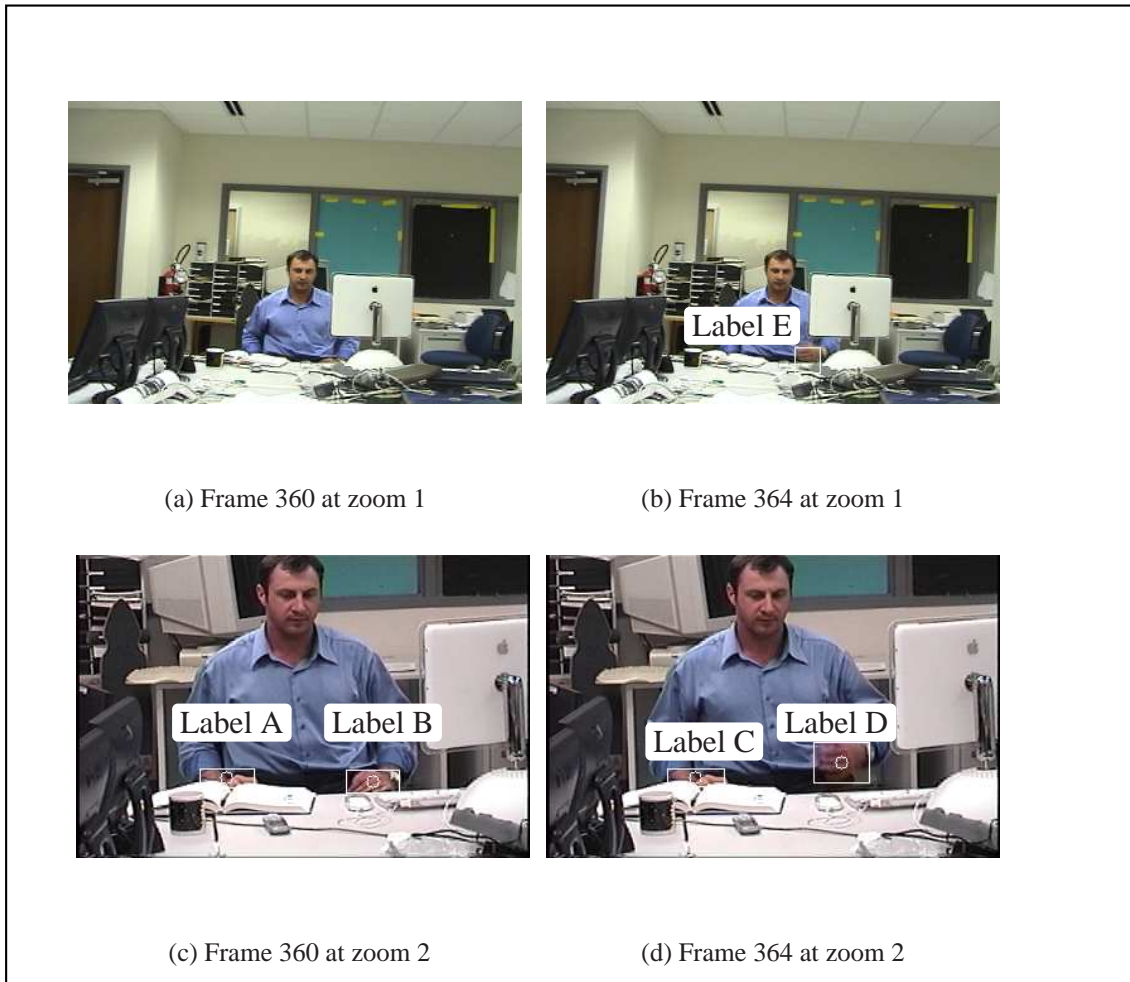 Label E
(a) Frame 360 at zoom 1
(b) Frame 364 at zoom 1
Label A
Label B
Label C
Label D
(c) Frame 360 at zoom 2
(d) Frame 364 at zoom 2